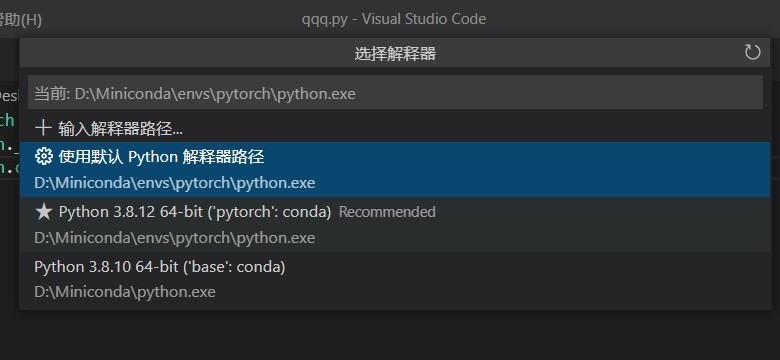 帮助(H)
qqq.py - Visual Studio Code
选择解释器
当前: D:\Miniconda\envs\pytorch\python.exe
+ 输入解释器路径...
使用默认 Python 解释器路径
D:\Miniconda\envs\pytorch\python.exe
★ Python 3.8.12 64-bit ('pytorch': conda) Recommended
D:\Miniconda\envs\pytorch\python.exe
Python 3.8.10 64-bit ('base': conda)
D:\Miniconda\python.exe